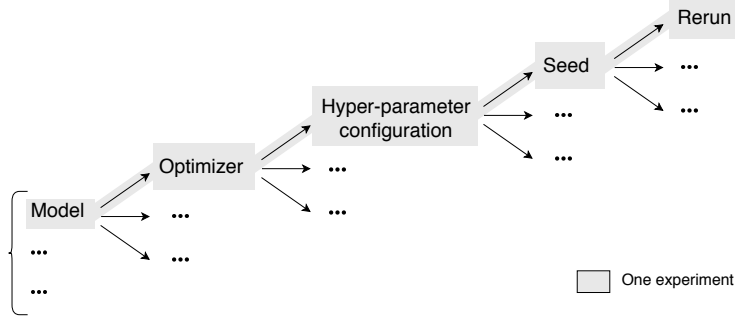 Rerun
...
...
Seed
...
...
Hyper-parameter
configuration
...
...
Optimizer
...
...
Model
...
...
One experiment